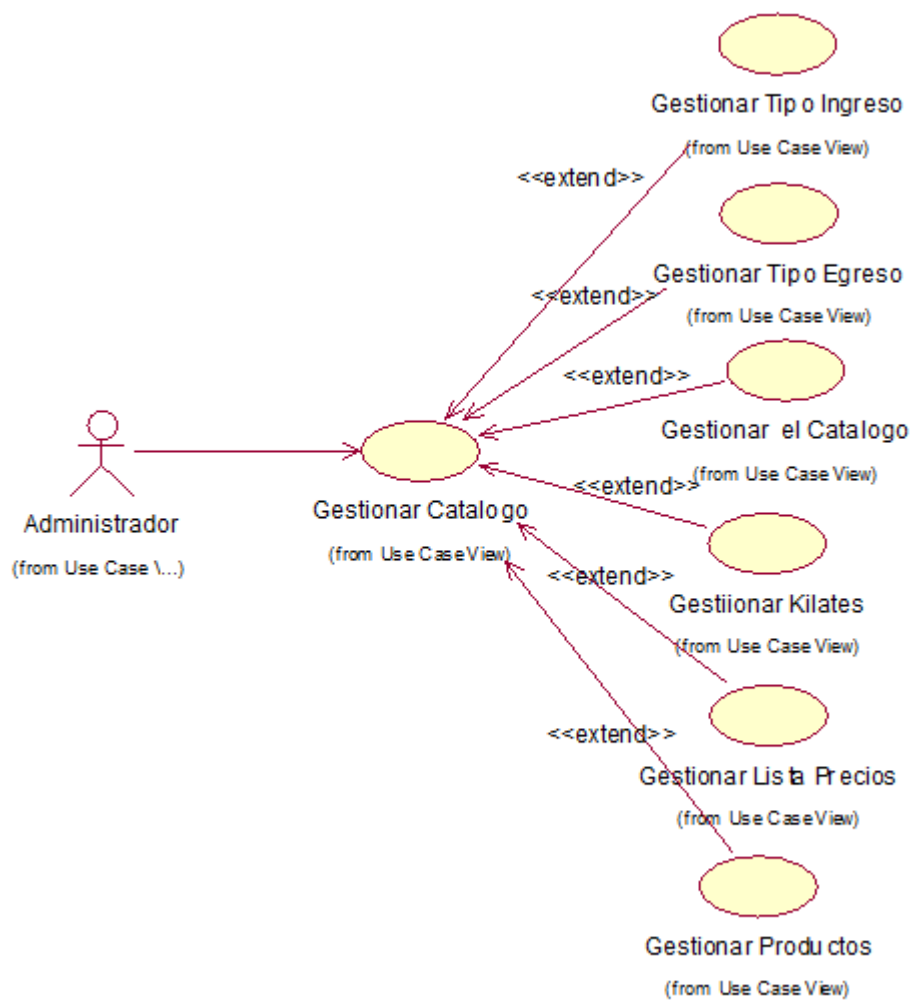 Gestionar Tipo Ingreso
(from Use Case View)
<<extend>>
Gestionar Tipo Egreso
<<extend>>
(from Use Case View)
<<extend>>
Gestionar el Catalogo
(from Use Case View)
<<extend>>
Gestionar Catalogo
(from Use Case View)
Administrador
(from Use Case \...)
<<extend>>
Gestiionar Kilates
(from Use Case View)
<<extend>>
Gestionar Lista Precios
(from Use Case View)
Gestionar Productos
(from Use Case View)